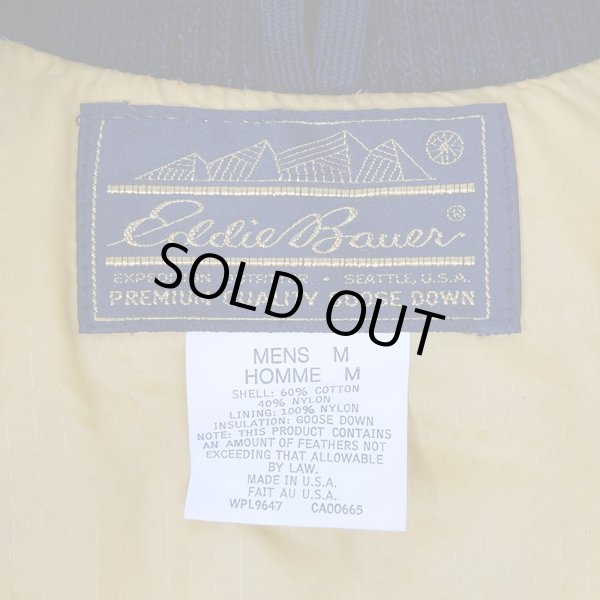 Eddie Bauer ®
EXPEDITION OUTFITTERS • SEATTLE, U.S.A.
PREMIUM QUALITY GOOSE DOWN
SOLD OUT
MENS M
HOMME M
SHELL: 60% COTTON
40% NYLON
LINING: 100% NYLON
INSULATION: GOOSE DOWN
NOTE: THIS PRODUCT CONTAINS
AN AMOUNT OF FEATHERS NOT
EXCEEDING THAT ALLOWABLE
BY LAW.
MADE IN U.S.A.
FAIT AU U.S.A.
WPL9647 CA00665